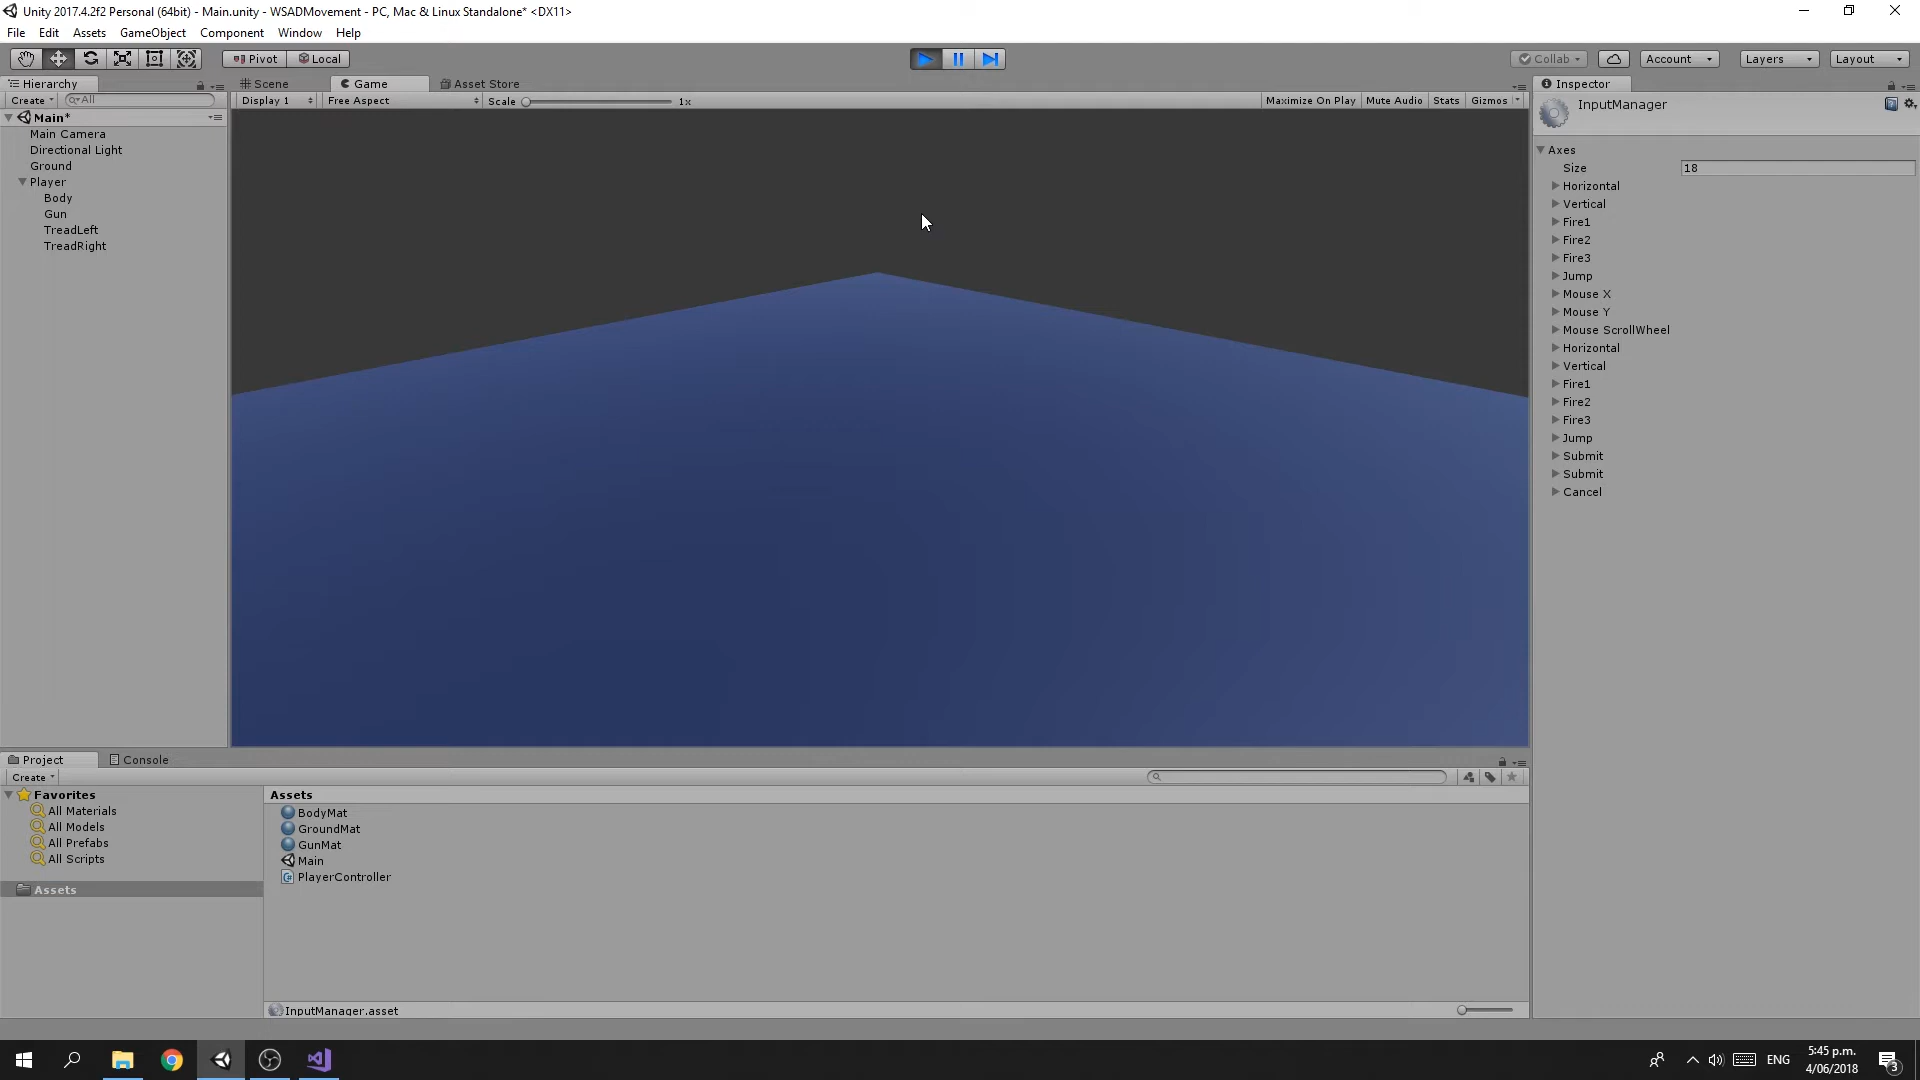 Unity 2017.4.2f2 Personal (64bit) - Main.unity - WSADMovement - PC, Mac & Linux Standalone* <DX11>
File Edit Assets GameObject Component Window Help
Pivot Local Collab Account Layers Layout
Hierarchy Scene Game Asset Store Inspector
Create All Display 1 Free Aspect Scale 1x Maximize On Play Mute Audio Stats Gizmos InputManager
Main*
Main Camera
Directional Light
Ground
Player
Body
Gun
TreadLeft
TreadRight
Axes
Size 18
Horizontal
Vertical
Fire1
Fire2
Fire3
Jump
Mouse X
Mouse Y
Mouse ScrollWheel
Horizontal
Vertical
Fire1
Fire2
Fire3
Jump
Submit
Submit
Cancel
Project Console
Create
Favorites
All Materials
All Models
All Prefabs
All Scripts
Assets
Assets
BodyMat
GroundMat
GunMat
Main
PlayerController
InputManager.asset
ENG 5:45 p.m.
4/06/2018
3